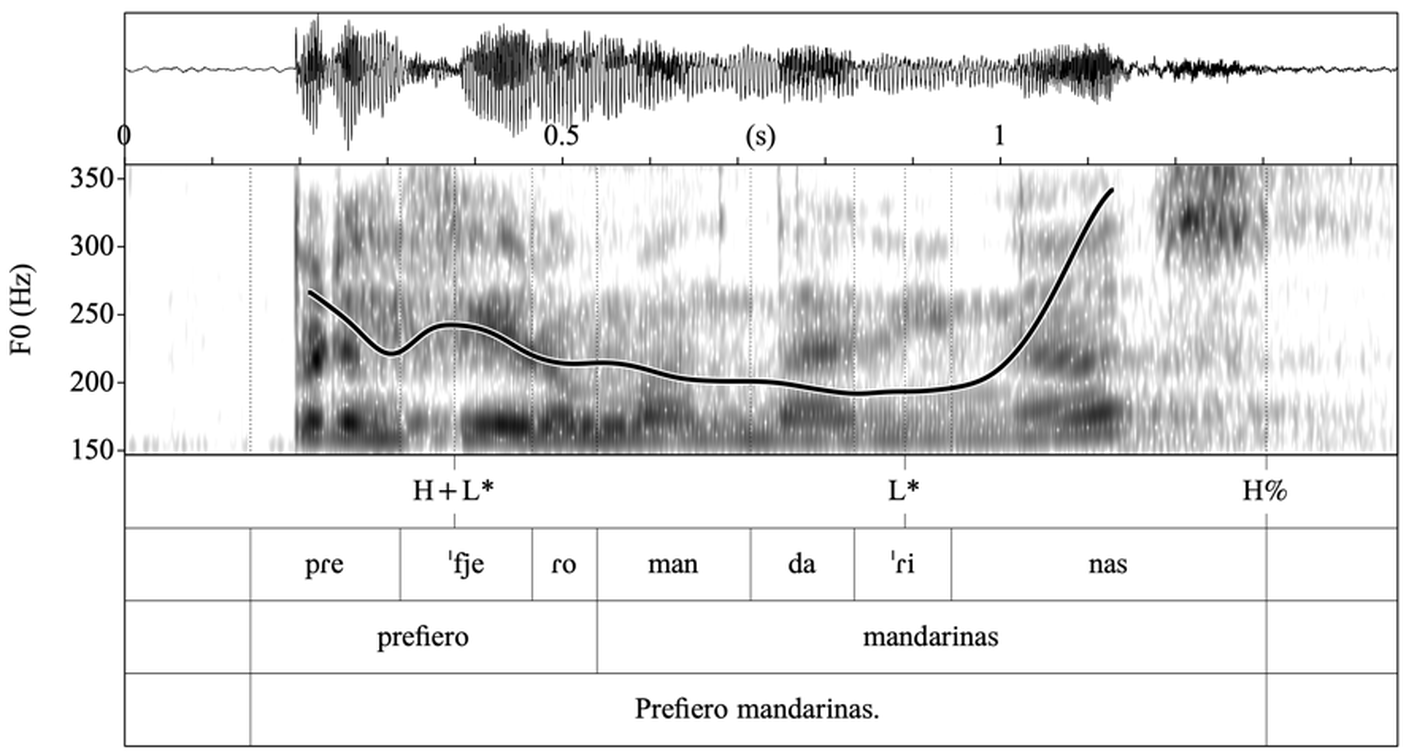 0 0.5 (s) 1
350
300
250
200
150
F0 (Hz)
H+L* L* H%
pɾe ˈfje ɾo man da ˈɾi nas
prefiero mandarinas
Prefiero mandarinas.